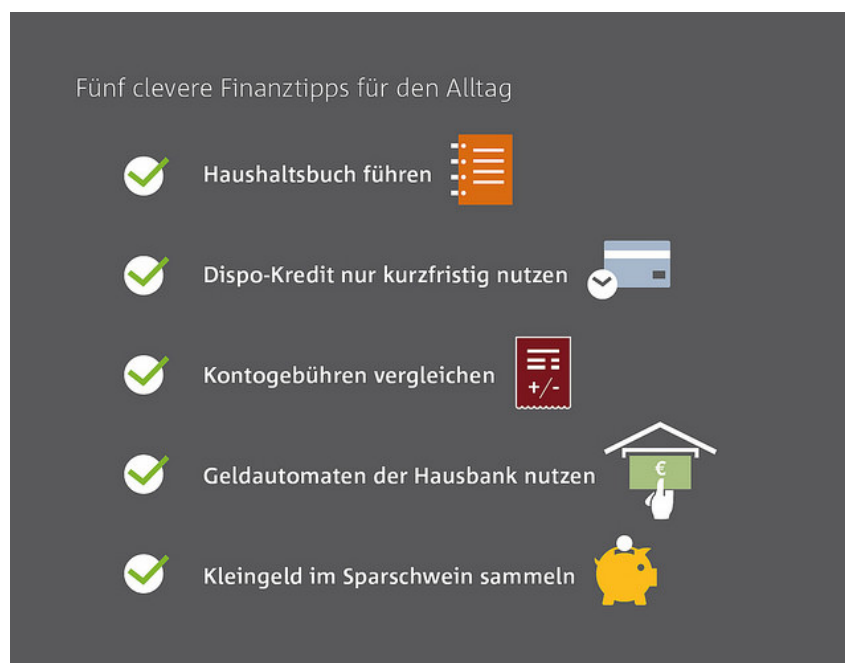 Fünf clevere Finanztipps für den Alltag
Haushaltsbuch führen
Dispo-Kredit nur kurzfristig nutzen
Kontogebühren vergleichen
+/-
Geldautomaten der Hausbank nutzen
€
Kleingeld im Sparschwein sammeln